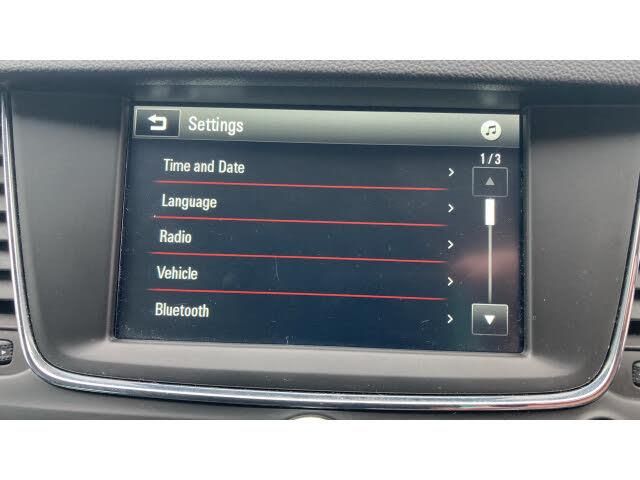 Settings
1/3
Time and Date
Language
Radio
Vehicle
Bluetooth